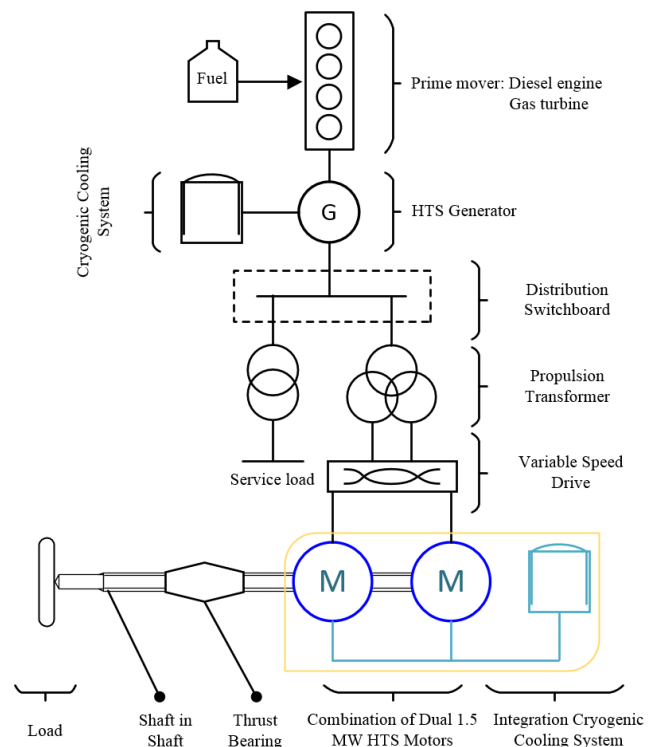 Fuel
Prime mover: Diesel engine
Gas turbine
Cryogenic Cooling
System
G
HTS Generator
Distribution
Switchboard
Propulsion
Transformer
Service load
Variable Speed
Drive
M
M
Load
Shaft in
Shaft
Thrust
Bearing
Combination of Dual 1.5
MW HTS Motors
Integration Cryogenic
Cooling System